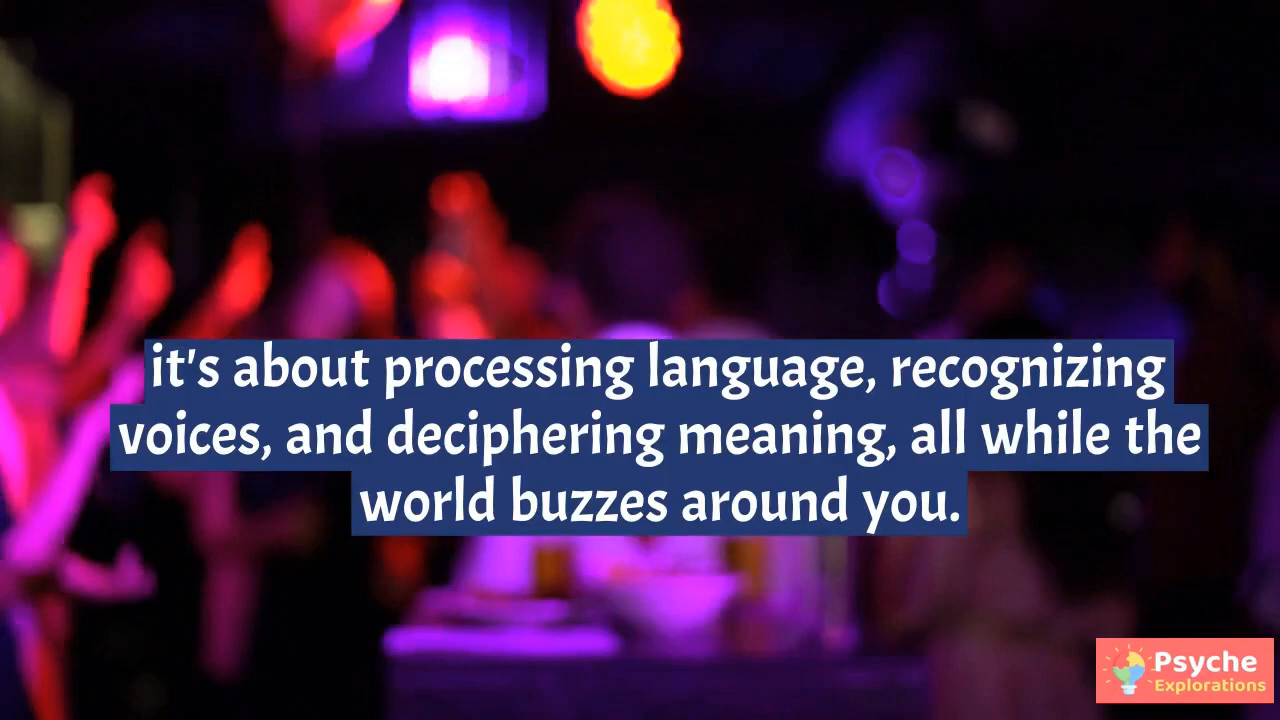 it's about processing language, recognizing
voices, and deciphering meaning, all while the
world buzzes around you.
Psyche
Explorations